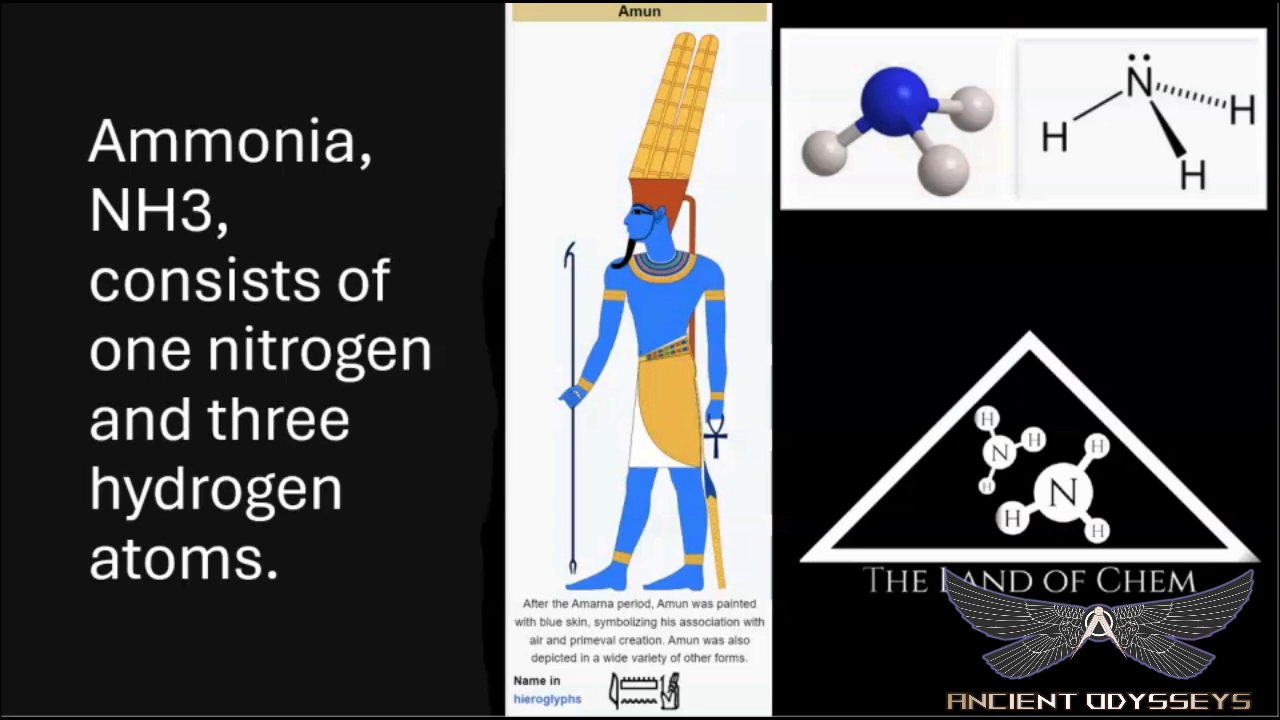 Ammonia,
NH3,
consists of
one nitrogen
and three
hydrogen
atoms.
Amun
After the Amarna period, Amun was painted
with blue skin, symbolizing his association with
air and primeval creation. Amun was also
depicted in a wide variety of other forms.
Name in
hieroglyphs
N
H
H
H
H
N
H
H
H
N
H
H
THE LAND OF CHEM
ANCIENT ODYSSEYS